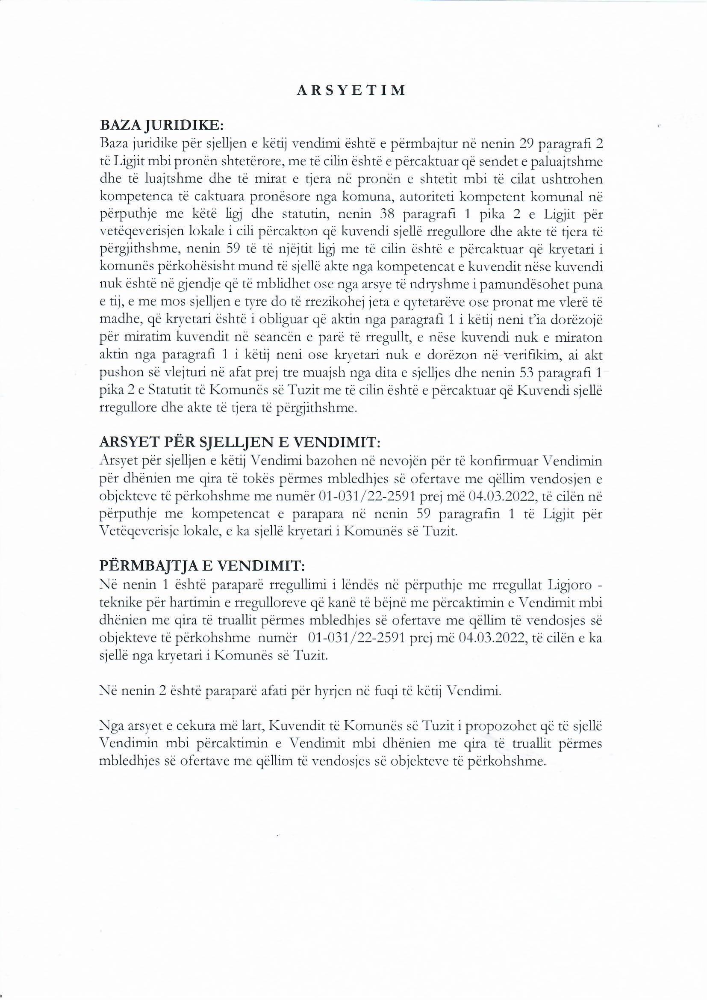 ARSYETIM
BAZA JURIDIKE:
Baza juridike për sjelljen e këtij vendimi është e përmbajtur në nenin 29 paragrafi 2
të Ligjit mbi pronën shtetërore, me të cilin është e përcaktuar që sendet e paluajtshme
dhe të luajtshme dhe të mirat e tjera në pronën e shtetit mbi të cilat ushtrohen
kompetenca të caktuara pronësore nga komuna, autoriteti kompetent komunal në
përputhje me këtë ligj dhe statutin, nenin 38 paragrafi 1 pika 2 e Ligjit për
vetëqeverisjen lokale i cili përcakton që kuvendi sjellë rregullore dhe akte të tjera të
përgjithshme, nenin 59 të të njëjtit ligj me të cilin është e përcaktuar që kryetari i
komunës përkohësisht mund të sjellë akte nga kompetencat e kuvendit nëse kuvendi
nuk është në gjendje që të mblidhet ose nga arsye të ndryshme i pamundësohet puna
e tij, e me mos sjelljen e tyre do të rrezikohej jeta e qytetarëve ose pronat me vlerë të
madhe, që kryetari është i obliguar që aktin nga paragrafi 1 i këtij neni t'ia dorëzojë
për miratim kuvendit në seancën e parë të rregullt, e nëse kuvendi nuk e miraton
aktin nga paragrafi 1 i këtij neni ose kryetari nuk e dorëzon në verifikim, ai akt
pushon së vlejturi në afat prej tre muajsh nga dita e sjelljes dhe nenin 53 paragrafi 1
pika 2 e Statutit të Komunës së Tuzit me të cilin është e përcaktuar që Kuvendi sjellë
rregullore dhe akte të tjera të përgjithshme.
ARSYET PËR SJELLJEN E VENDIMIT:
Arsyet për sjelljen e këtij Vendimi bazohen në nevojën për të konfirmuar Vendimin
për dhënien me qira të tokës përmes mbledhjes së ofertave me qëllim vendosjen e
objekteve të përkohshme me numër 01-031/22-2591 prej më 04.03.2022, të cilën në
përputhje me kompetencat e parapara në nenin 59 paragrafin 1 të Ligjit për
Vetëqeverisje lokale, e ka sjellë kryetari i Komunës së Tuzit.
PËRMBAJTJA E VENDIMIT:
Në nenin 1 është paraparë rregullimi i lëndës në përputhje me rregullat Ligjoro -
teknike për hartimin e rregulloreve që kanë të bëjnë me përcaktimin e Vendimit mbi
dhënien me qira të truallit përmes mbledhjes së ofertave me qëllim të vendosjes së
objekteve të përkohshme numër 01-031/22-2591 prej më 04.03.2022, të cilën e ka
sjellë nga kryetari i Komunës së Tuzit.
Në nenin 2 është paraparë afati për hyrjen në fuqi të këtij Vendimi.
Nga arsyet e cekura më lart, Kuvendit të Komunës së Tuzit i propozohet që të sjellë
Vendimin mbi përcaktimin e Vendimit mbi dhënien me qira të truallit përmes
mbledhjes së ofertave me qëllim të vendosjes së objekteve të përkohshme.